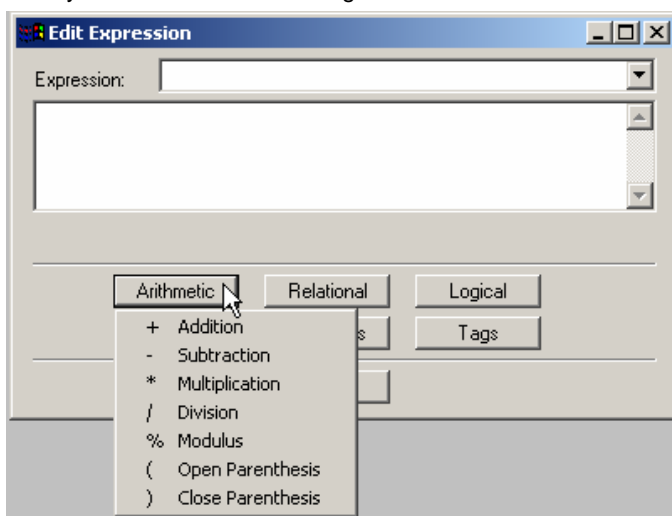 Edit Expression
Expression:
Arithmetic Relational Logical
+ Addition
s Tags
- Subtraction
* Multiplication
/ Division
% Modulus
( Open Parenthesis
) Close Parenthesis